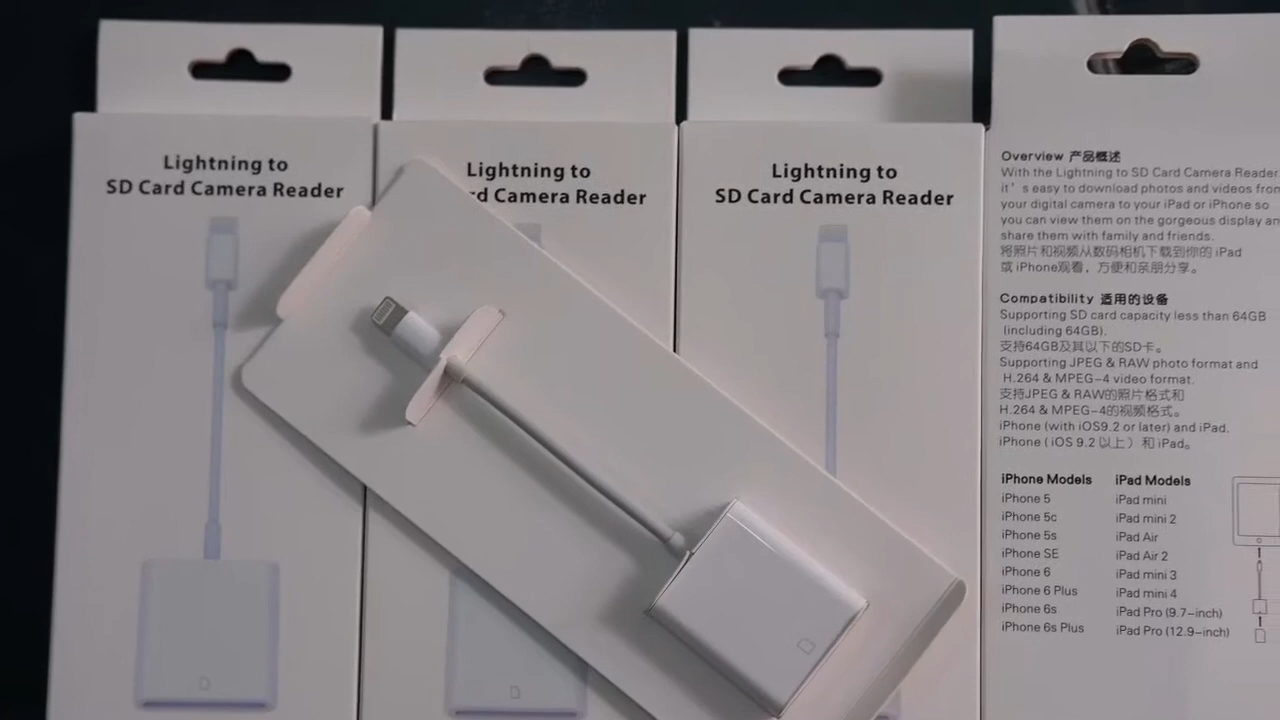 Lightning to
SD Card Camera Reader
Lightning to
rd Camera Reader
Lightning to
SD Card Camera Reader
Overview 产品概述
With the Lightning to SD Card Camera Reader
it's easy to download photos and videos from
your digital camera to your iPad or iPhone so
you can view them on the gorgeous display an
share them with family and friends.
将照片和视频从数码相机下载到你的 iPad
或 iPhone观看，方便和亲朋分享。
Compatibility 适用的设备
Supporting SD card capacity less than 64GB
(including 64GB).
支持64GB及其以下的SD卡。
Supporting JPEG & RAW photo format and
H.264 & MPEG-4 video format.
支持JPEG & RAW的照片格式和
H.264 & MPEG-4的视频格式。
iPhone (with iOS9.2 or later) and iPad.
iPhone ( iOS 9.2 以上）和 iPad。
iPhone Models iPad Models
iPhone 5 iPad mini
iPhone 5c iPad mini 2
iPhone 5s iPad Air
iPhone SE iPad Air 2
iPhone 6 iPad mini 3
iPhone 6 Plus iPad mini 4
iPhone 6s iPad Pro (9.7-inch)
iPhone 6s Plus iPad Pro (12.9-inch)